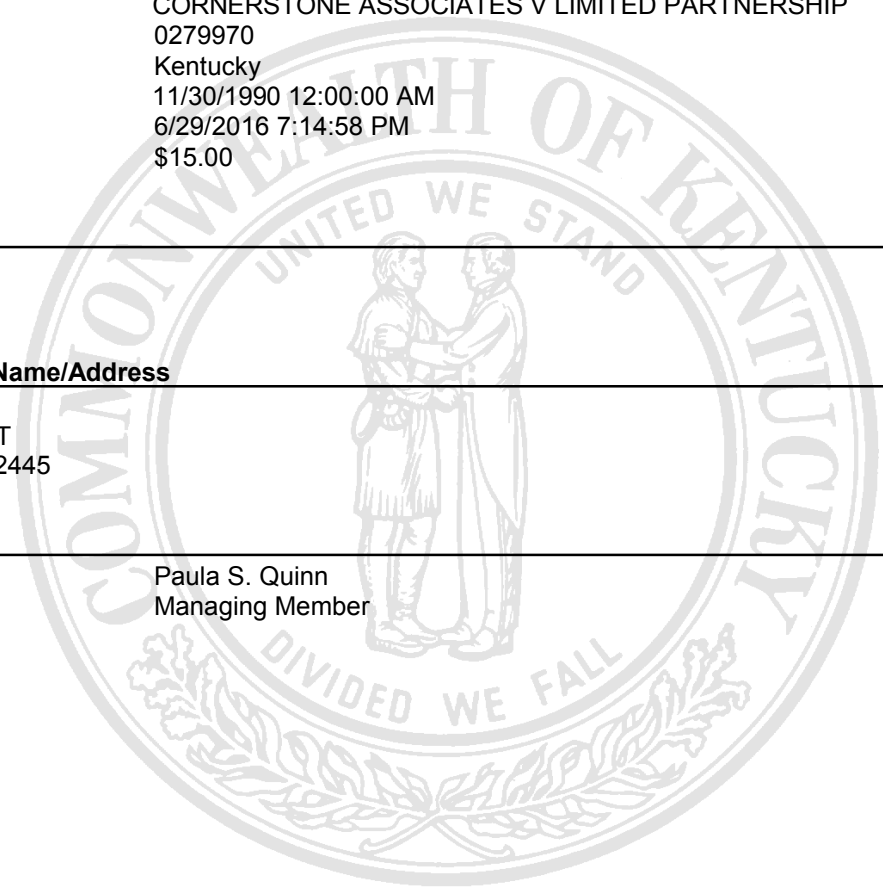 CORNERSTONE ASSOCIATES V LIMITED PARTNERSHIP
0279970
Kentucky
11/30/1990 12:00:00 AM
6/29/2016 7:14:58 PM
$15.00
COMMONWEALTH OF KENTUCKY
UNITED WE STAND
Name/Address
T
2445
Paula S. Quinn
Managing Member
DIVIDED WE FALL